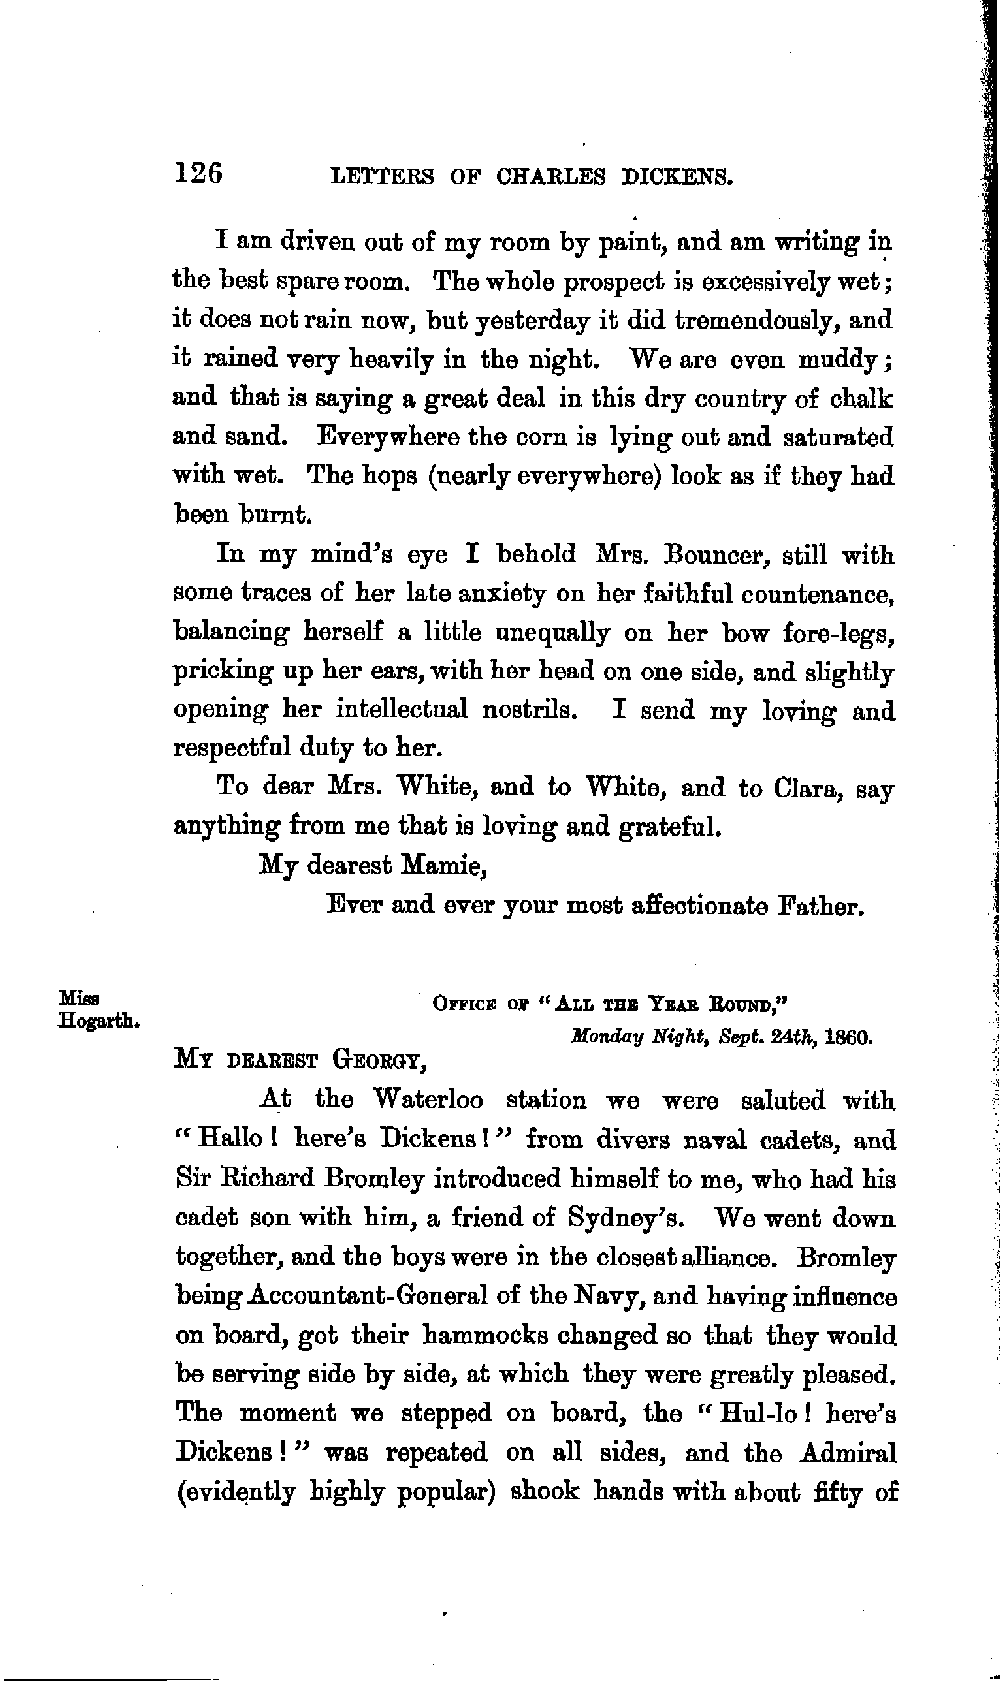 126 LETTERS OF CHARLES DICKENS.
I am driven out of my room by paint, and am writing in
the best spare room. The whole prospect is excessively wet;
it does not rain now, but yesterday it did tremendously, and
it rained very heavily in the night. We are even muddy;
and that is saying a great deal in this dry country of chalk
and sand. Everywhere the corn is lying out and saturated
with wet. The hops (nearly everywhere) look as if they had
been burnt.
In my mind's eye I behold Mrs. Bouncer, still with
some traces of her late anxiety on her faithful countenance,
balancing herself a little unequally on her bow fore-legs,
pricking up her ears, with her head on one side, and slightly
opening her intellectual nostrils. I send my loving and
respectful duty to her.
To dear Mrs. White, and to White, and to Clara, say
anything from me that is loving and grateful.
My dearest Mamie,
Ever and ever your most affectionate Father.
Miss
Hogarth.
OFFICE OF "ALL THE YEAR ROUND,"
Monday Night, Sept. 24th, 1860.
MY DEAREST GEORGY,
At the Waterloo station we were saluted with
"Hallo! here's Dickens!" from divers naval cadets, and
Sir Richard Bromley introduced himself to me, who had his
cadet son with him, a friend of Sydney's. We went down
together, and the boys were in the closest alliance. Bromley
being Accountant-General of the Navy, and having influence
on board, got their hammocks changed so that they would
be serving side by side, at which they were greatly pleased.
The moment we stepped on board, the "Hul-lo! here's
Dickens!" was repeated on all sides, and the Admiral
(evidently highly popular) shook hands with about fifty of